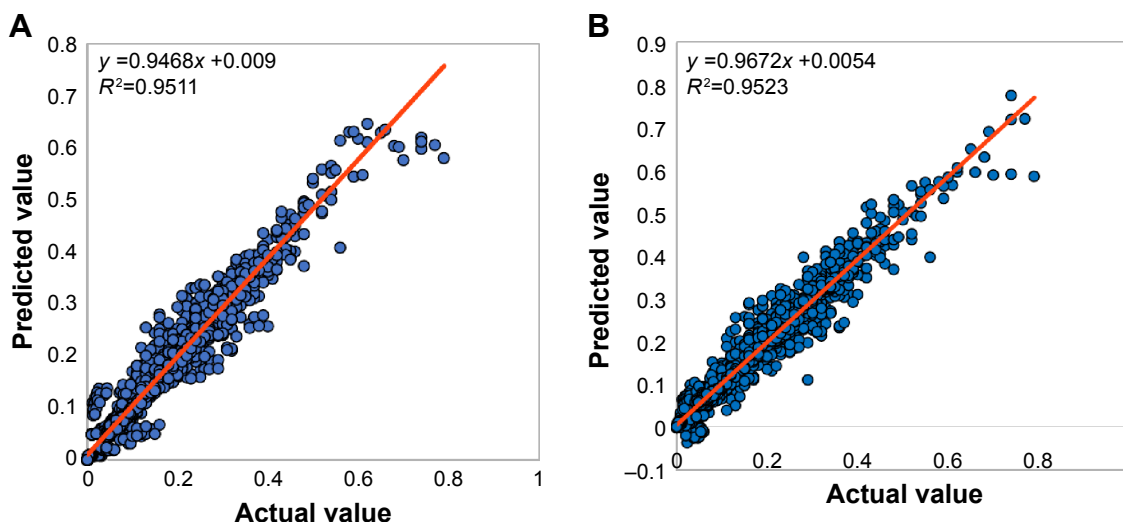 A
y =0.9468x +0.009
R²=0.9511
0.8
0.7
0.6
0.5
0.4
0.3
0.2
0.1
0
0 0.2 0.4 0.6 0.8 1
Predicted value
Actual value
B
y =0.9672x +0.0054
R²=0.9523
0.9
0.8
0.7
0.6
0.5
0.4
0.3
0.2
0.1
0
–0.1
0 0.2 0.4 0.6 0.8
Predicted value
Actual value